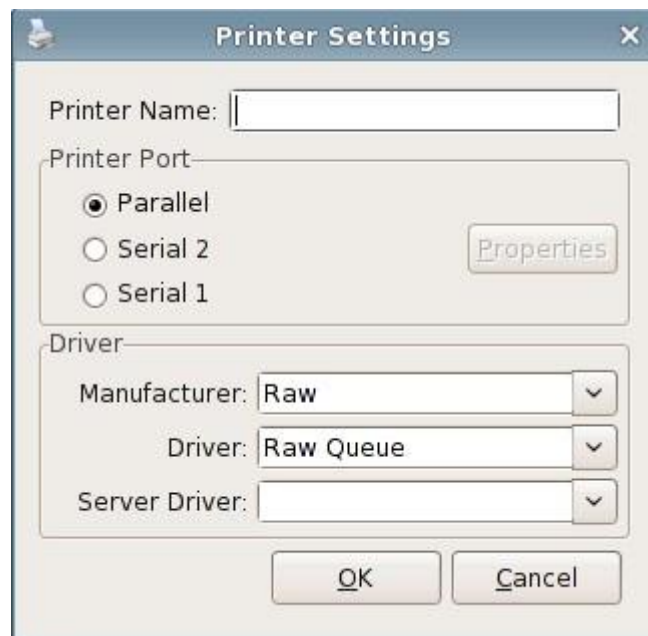 Printer Settings
Printer Name:
Printer Port
Parallel
Serial 2
Properties
Serial 1
Driver
Manufacturer: Raw
Driver: Raw Queue
Server Driver:
OK Cancel